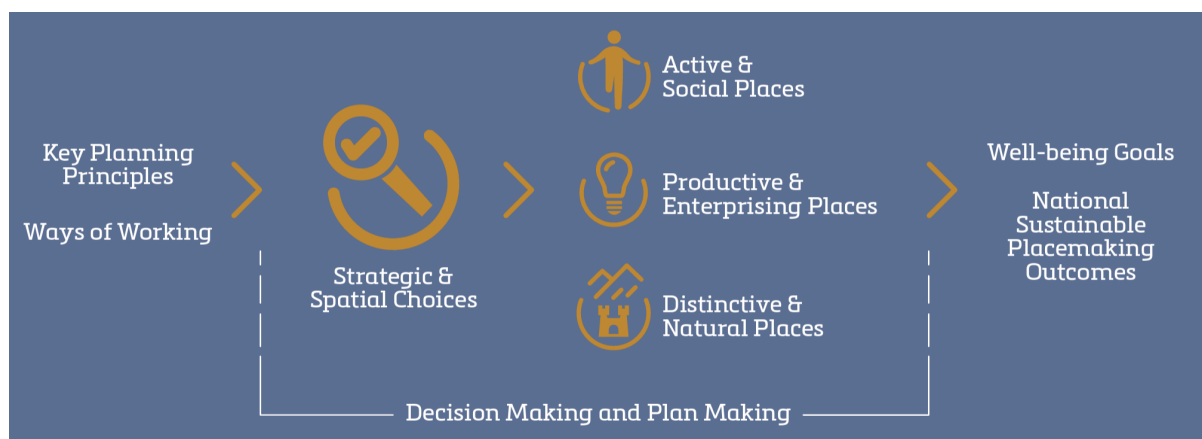 Key Planning
Principles
Ways of Working
Strategic &
Spatial Choices
Active &
Social Places
Productive &
Enterprising Places
Distinctive &
Natural Places
Well-being Goals
National
Sustainable
Placemaking
Outcomes
Decision Making and Plan Making